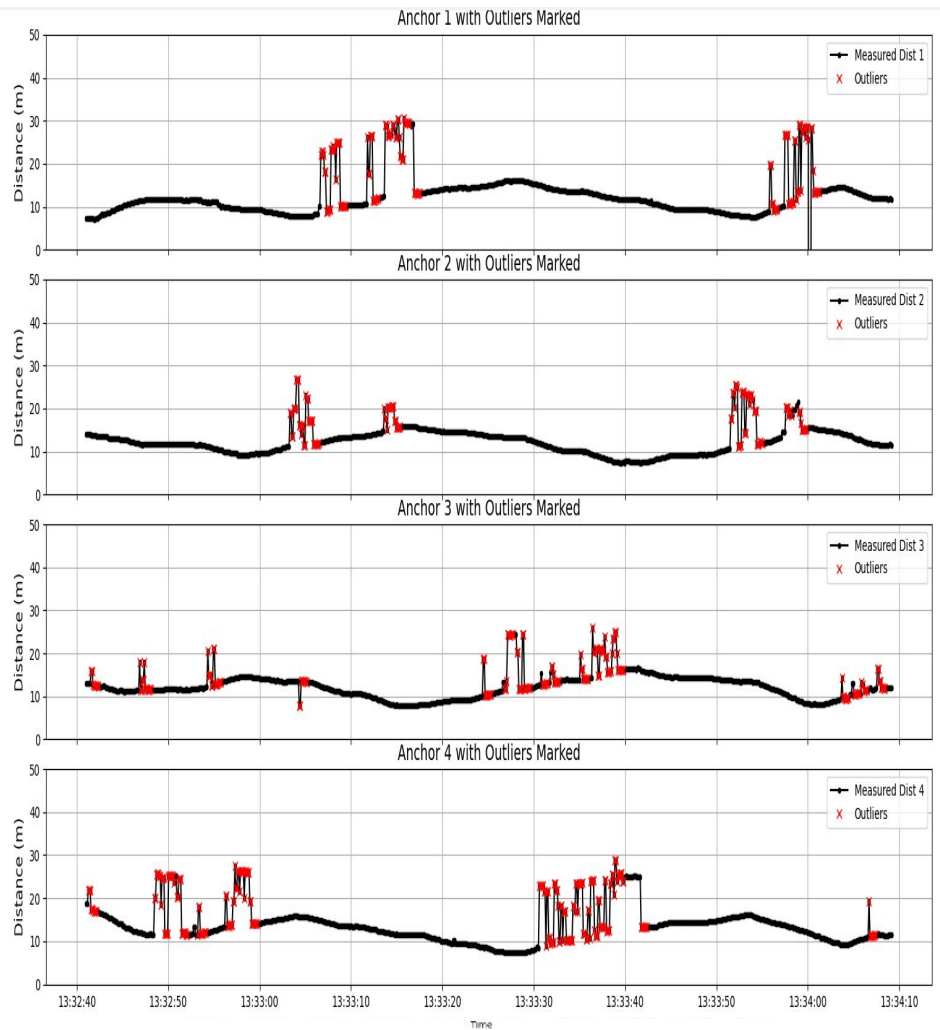 Anchor 1 with Outliers Marked
50
40
30
20
10
0
Distance (m)
Measured Dist 1
Outliers
Anchor 2 with Outliers Marked
50
40
30
20
10
0
Distance (m)
Measured Dist 2
Outliers
Anchor 3 with Outliers Marked
50
40
30
20
10
0
Distance (m)
Measured Dist 3
Outliers
Anchor 4 with Outliers Marked
50
40
30
20
10
0
Distance (m)
Measured Dist 4
Outliers
13:32:40 13:32:50 13:33:00 13:33:10 13:33:20 13:33:30 13:33:40 13:33:50 13:34:00 13:34:10
Time